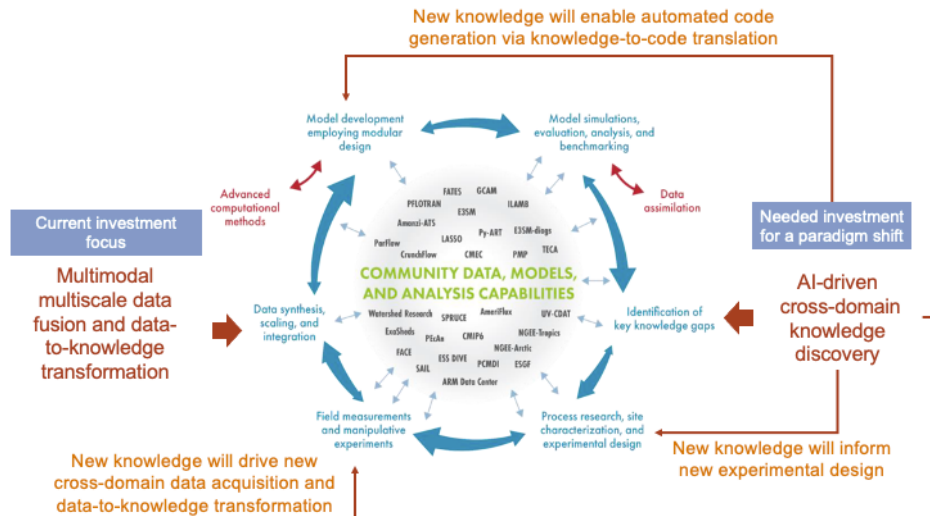 New knowledge will enable automated code
generation via knowledge-to-code translation
Model development
employing modular
design
Model simulations,
evaluation, analysis, and
benchmarking
Advanced
computational
methods
Data
assimilation
Current investment
focus
Needed investment
for a paradigm shift
FATES GCAM
PFLOTRAN ILAMB
E3SM
Amanzi-ATS Py-ART E3SM-diags
ParFlow LASSO TECA
CrunchFlow CMEC PMP
COMMUNITY DATA, MODELS,
AND ANALYSIS CAPABILITIES
Watershed Research SPRUCE AmeriFlux UV-CDAT
ExaSheds PEcAn CMIP6 NGEE-Tropics
FACE ESS DIVE NGEE-Arctic
SAIL PCMDI ESGF
ARM Data Center
Multimodal
multiscale data
fusion and data-
to-knowledge
transformation
Data synthesis,
scaling, and
integration
Identification of
key knowledge gaps
AI-driven
cross-domain
knowledge
discovery
Field measurements
and manipulative
experiments
Process research, site
characterization, and
experimental design
New knowledge will drive new
cross-domain data acquisition and
data-to-knowledge transformation
New knowledge will inform
new experimental design